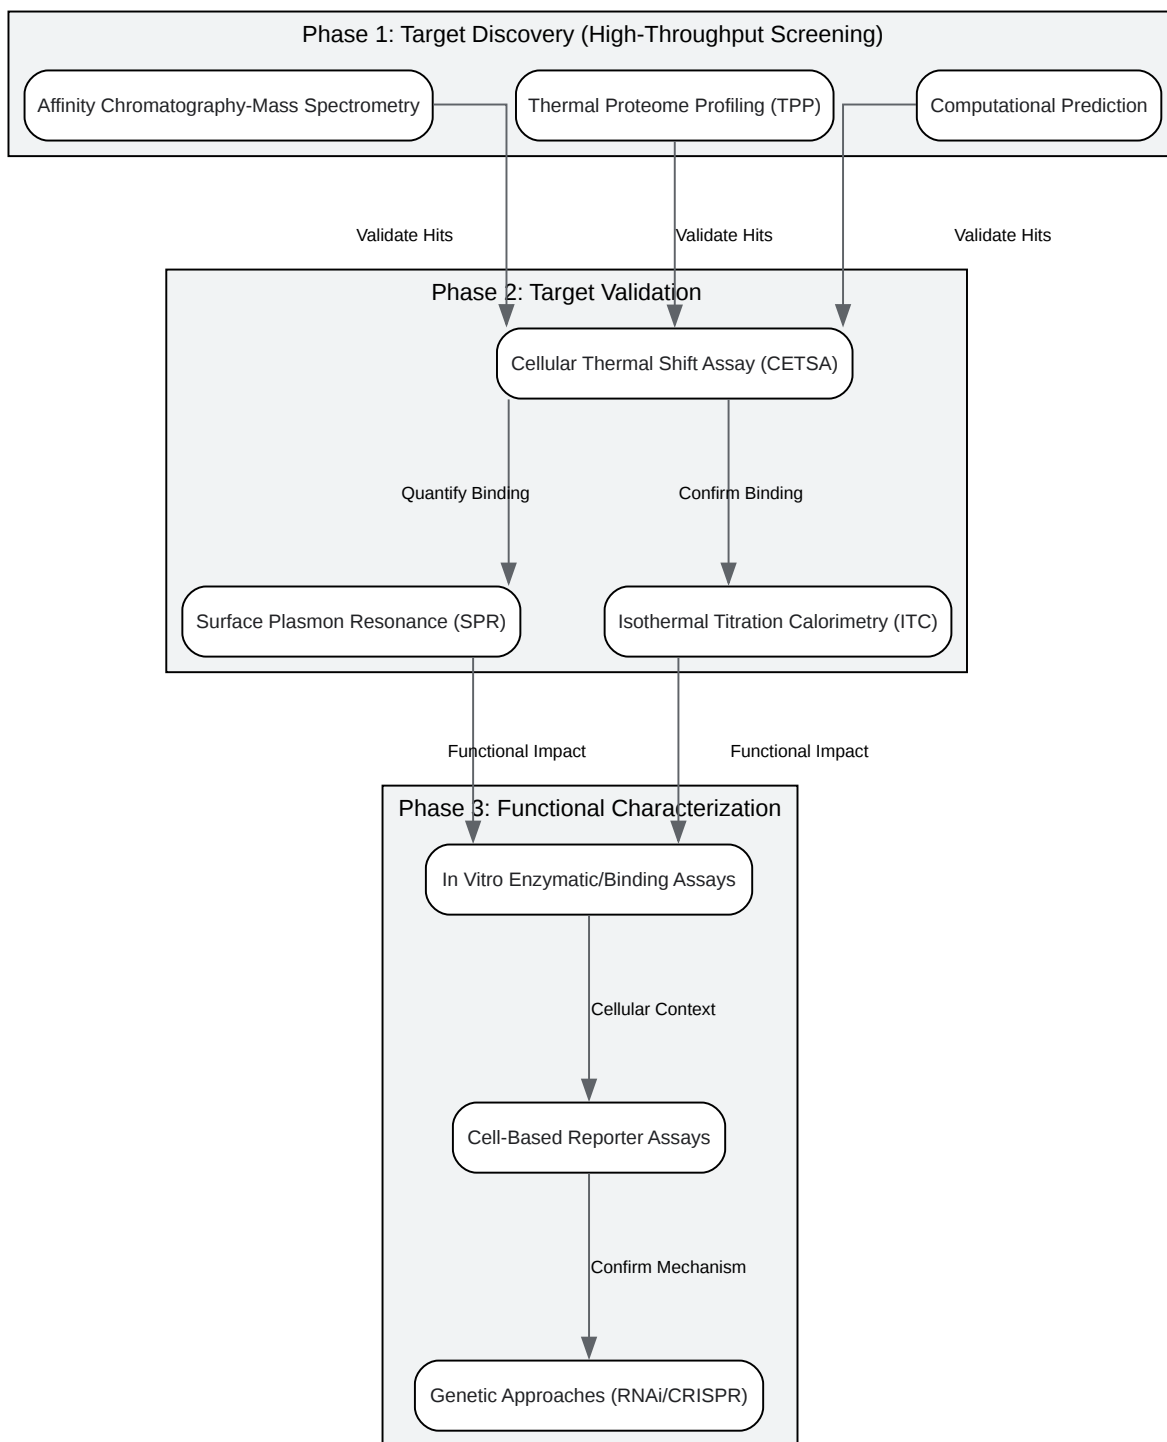 Phase 1: Target Discovery (High-Throughput Screening)
Affinity Chromatography-Mass Spectrometry
Thermal Proteome Profiling (TPP)
Computational Prediction
Validate Hits
Validate Hits
Validate Hits
Phase 2: Target Validation
Cellular Thermal Shift Assay (CETSA)
Quantify Binding
Confirm Binding
Surface Plasmon Resonance (SPR)
Isothermal Titration Calorimetry (ITC)
Functional Impact
Functional Impact
Phase 3: Functional Characterization
In Vitro Enzymatic/Binding Assays
Cellular Context
Cell-Based Reporter Assays
Confirm Mechanism
Genetic Approaches (RNAi/CRISPR)